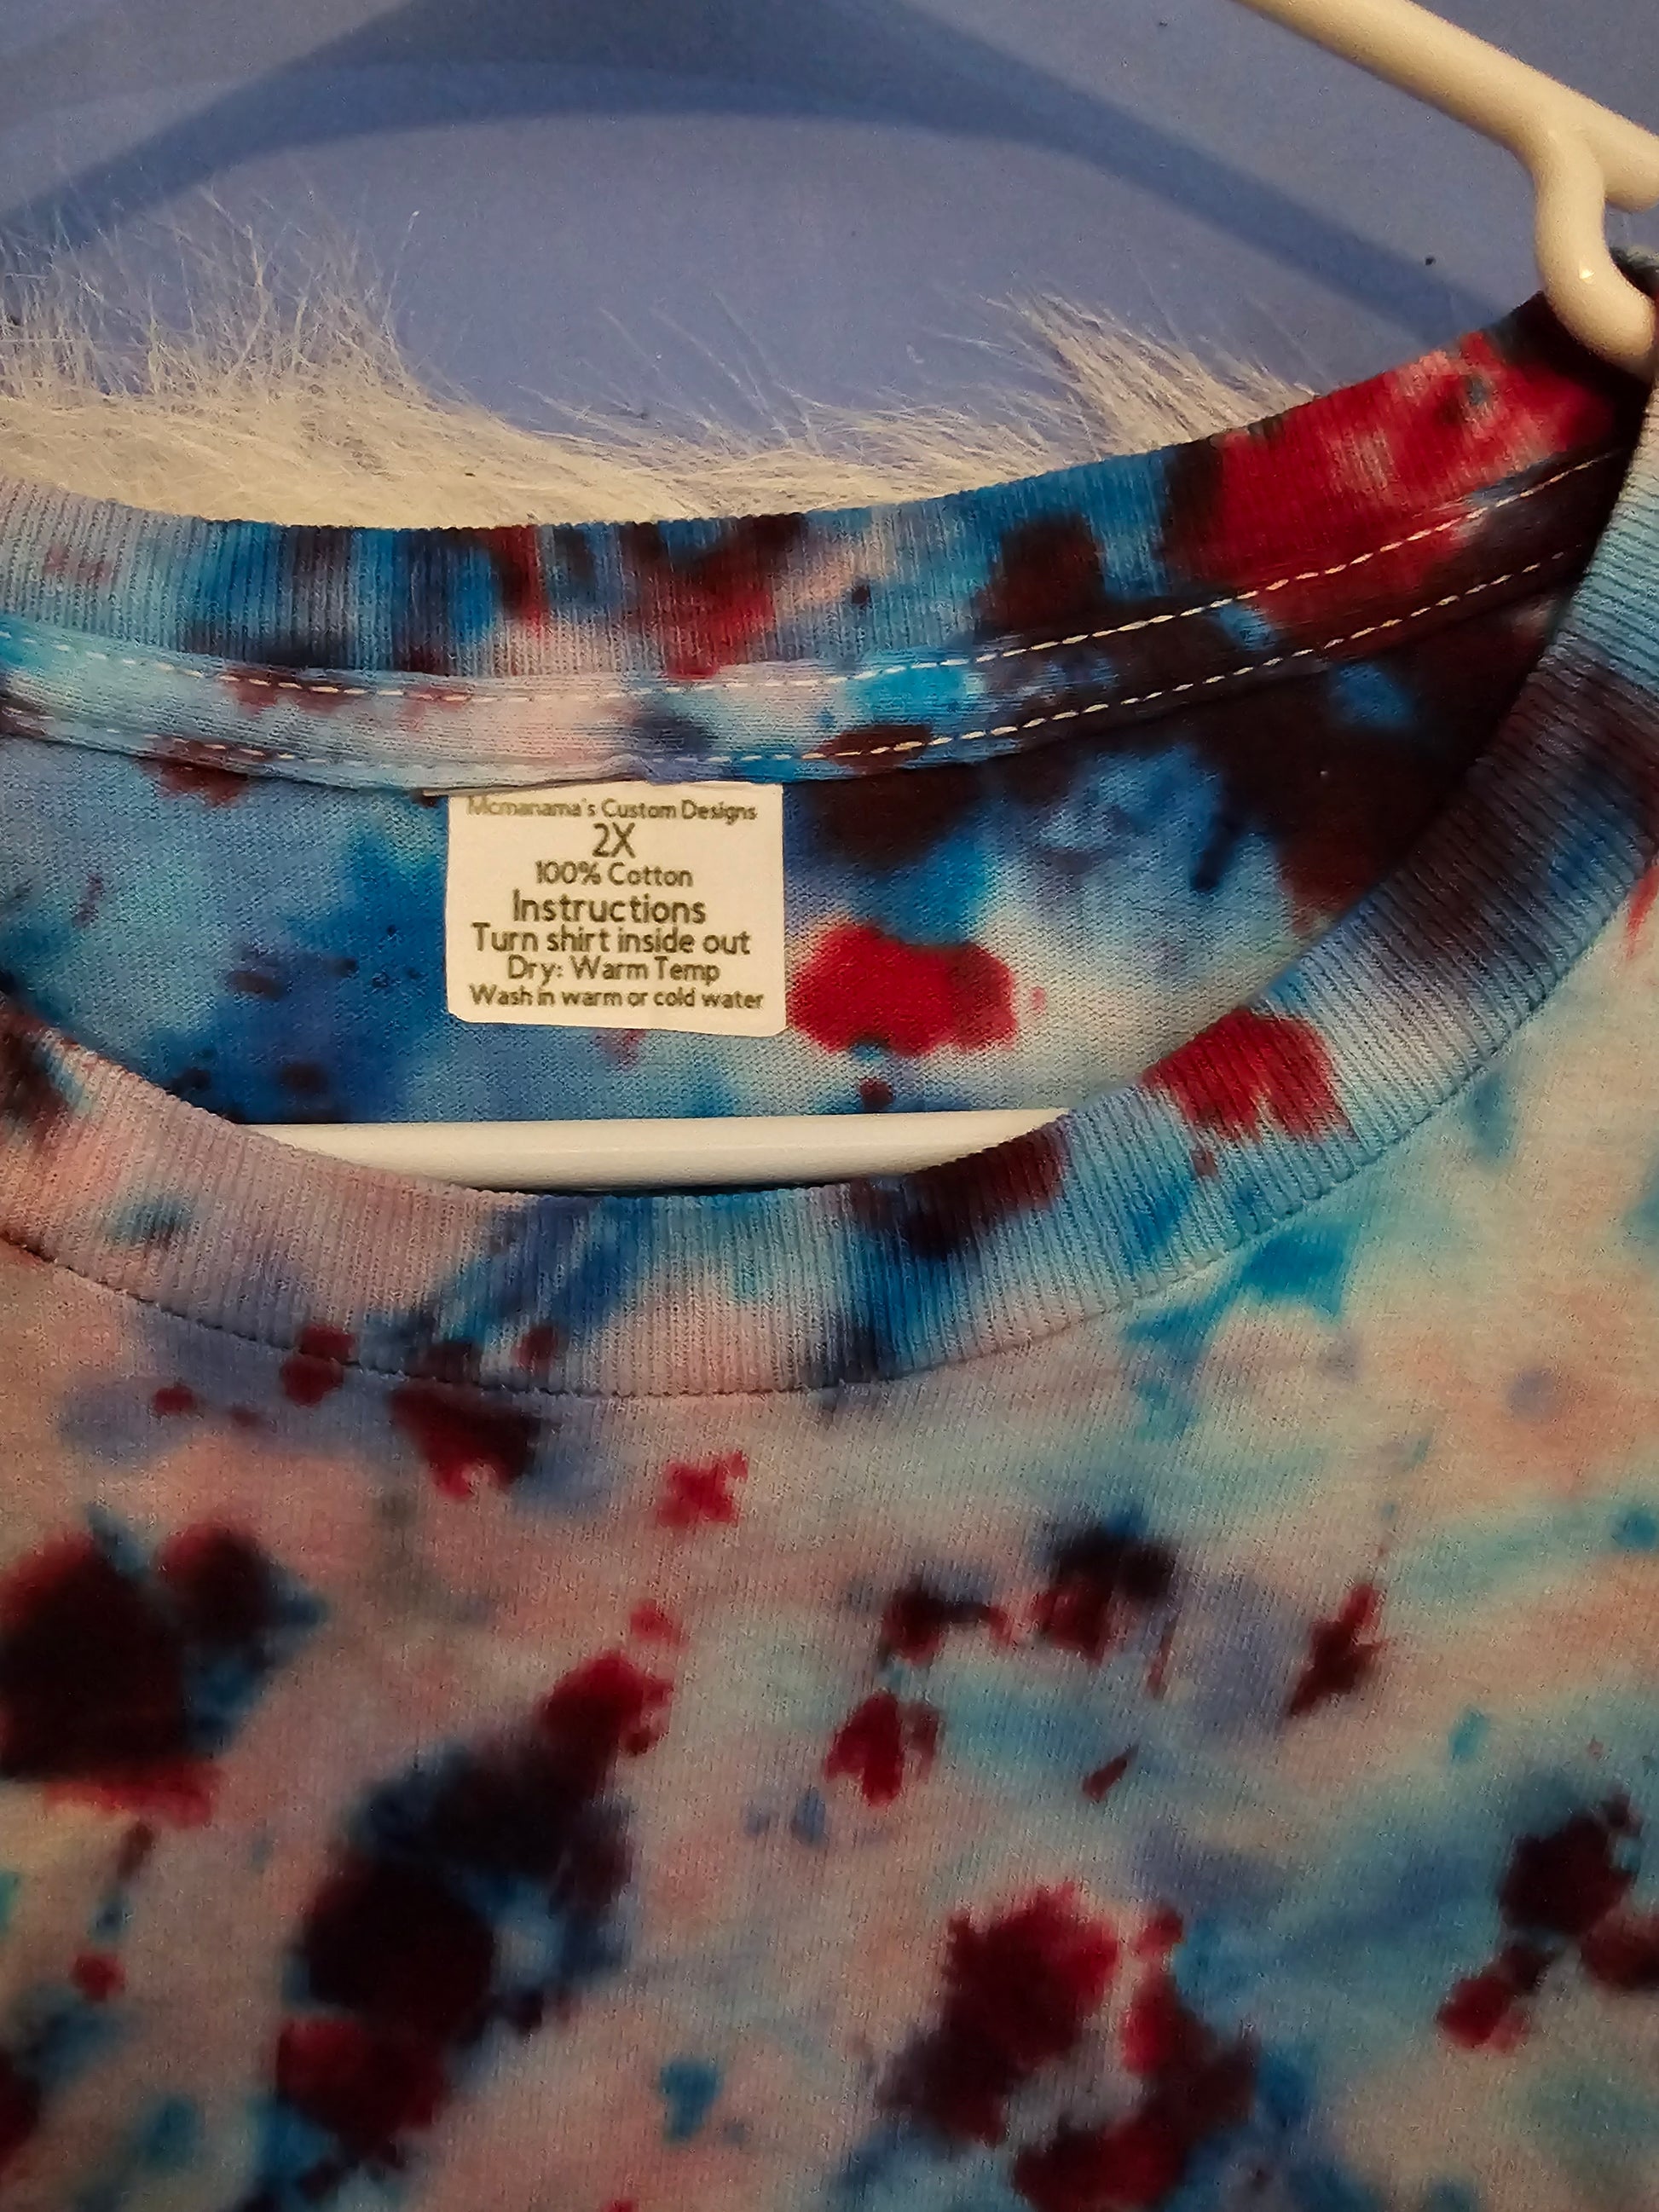 Mcmanama's Custom Designs
2X
100% Cotton
Instructions
Turn shirt inside out
Dry: Warm Temp
Wash in warm or cold water